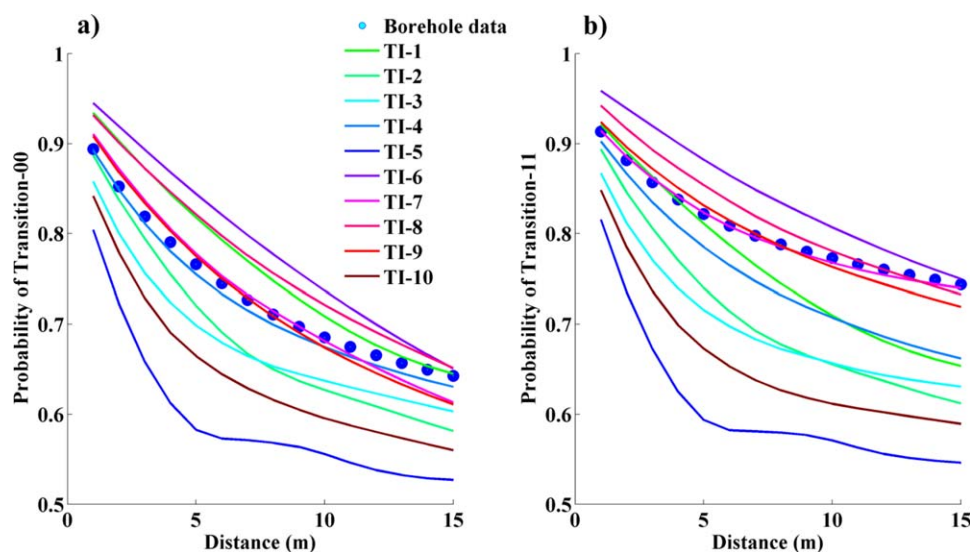 a)
Probability of Transition-00
1
0.9
0.8
0.7
0.6
0.5
0
5
10
15
Distance (m)
Borehole data
TI-1
TI-2
TI-3
TI-4
TI-5
TI-6
TI-7
TI-8
TI-9
TI-10
b)
Probability of Transition-11
1
0.9
0.8
0.7
0.6
0.5
0
5
10
15
Distance (m)